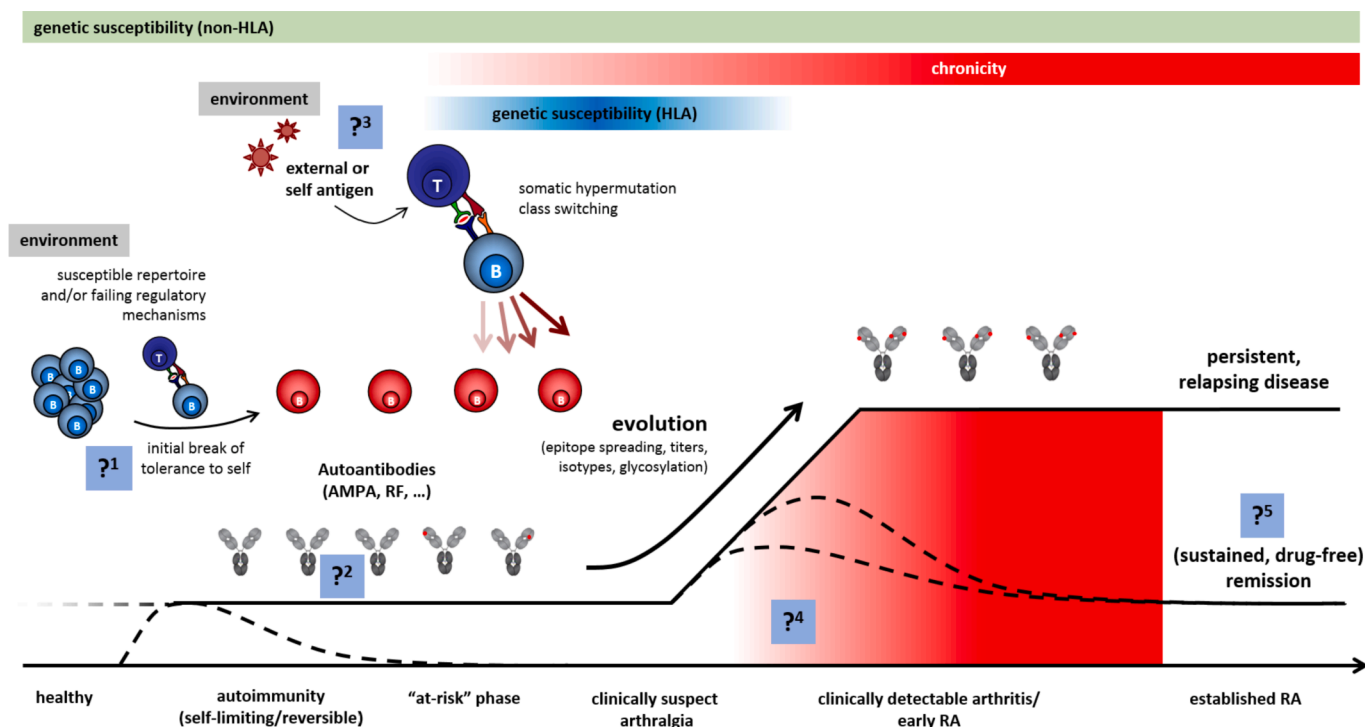 genetic susceptibility (non-HLA)
chronicity
genetic susceptibility (HLA)
environment
?3
external or
self antigen
T
B
somatic hypermutation
class switching
environment
susceptible repertoire
and/or failing regulatory
mechanisms
B
B
B
B
B
B
T
B
?1
initial break of
tolerance to self
B
B
B
B
Autoantibodies
(AMPA, RF, ...)
?2
evolution
(epitope spreading, titers,
isotypes, glycosylation)
persistent,
relapsing disease
?5
(sustained, drug-free)
remission
?4
healthy
autoimmunity
(self-limiting/reversible)
"at-risk" phase
clinically suspect
arthralgia
clinically detectable arthritis/
early RA
established RA